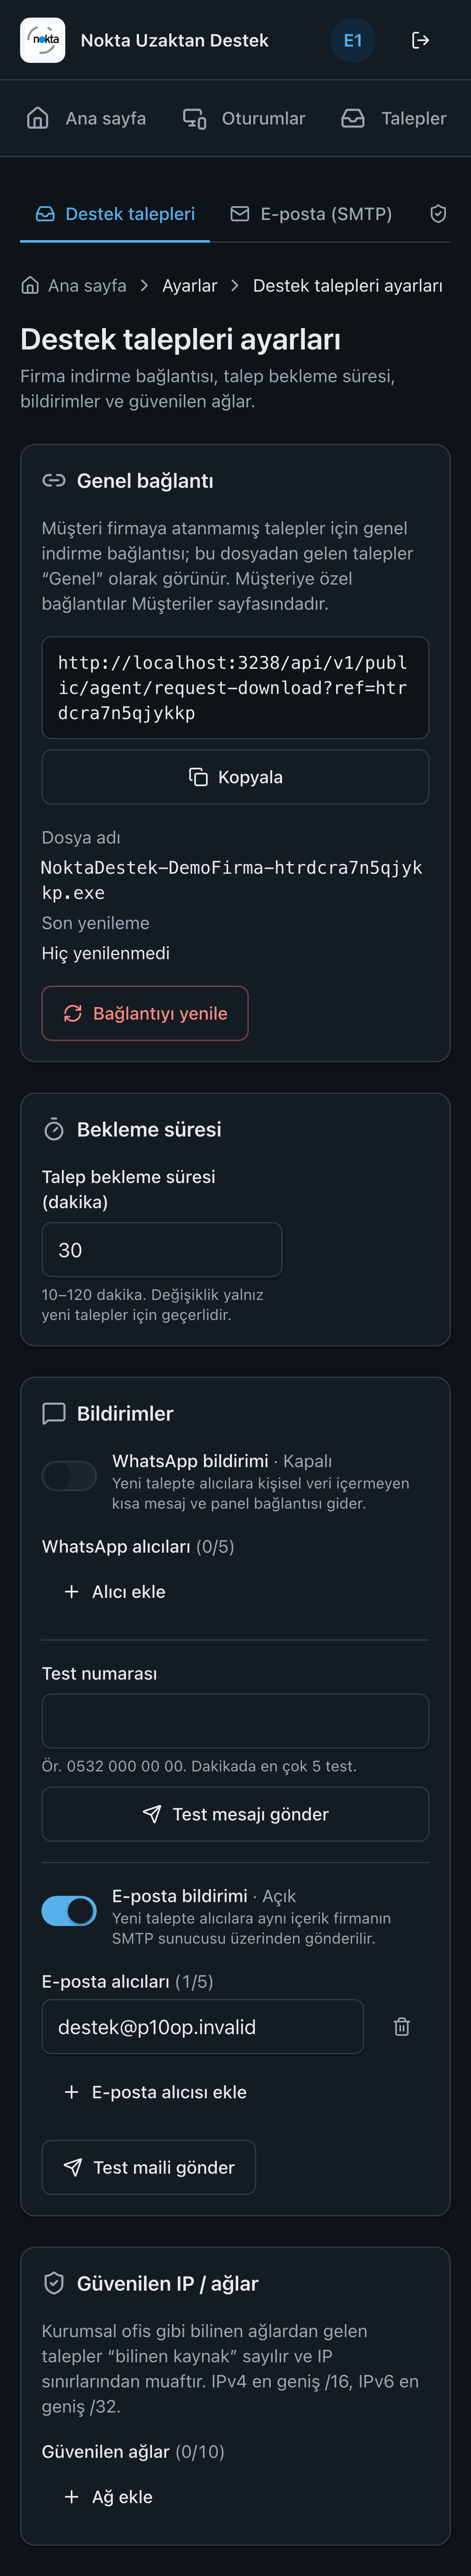 nokta
Nokta Uzaktan Destek
E1
Ana sayfa
Oturumlar
Talepler
Destek talepleri
E-posta (SMTP)
Ana sayfa > Ayarlar > Destek talepleri ayarları
Destek talepleri ayarları
Firma indirme bağlantısı, talep bekleme süresi,
bildirimler ve güvenilen ağlar.
Genel bağlantı
Müşteri firmaya atanmamış talepler için genel
indirme bağlantısı; bu dosyadan gelen talepler
“Genel” olarak görünür. Müşteriye özel
bağlantılar Müşteriler sayfasındadır.
http://localhost:3238/api/v1/publ
ic/agent/request-download?ref=htr
dcra7n5qjykkp
Kopyala
Dosya adı
NoktaDestek-DemoFirma-htrdcra7n5qjyk
kp.exe
Son yenileme
Hiç yenilenmedi
Bağlantıyı yenile
Bekleme süresi
Talep bekleme süresi
(dakika)
30
10–120 dakika. Değişiklik yalnız
yeni talepler için geçerlidir.
Bildirimler
WhatsApp bildirimi · Kapalı
Yeni talepte alıcılara kişisel veri içermeyen
kısa mesaj ve panel bağlantısı gider.
WhatsApp alıcıları (0/5)
+ Alıcı ekle
Test numarası
Ör. 0532 000 00 00. Dakikada en çok 5 test.
Test mesajı gönder
E-posta bildirimi · Açık
Yeni talepte alıcılara aynı içerik firmanın
SMTP sunucusu üzerinden gönderilir.
E-posta alıcıları (1/5)
destek@p10op.invalid
+ E-posta alıcısı ekle
Test maili gönder
Güvenilen IP / ağlar
Kurumsal ofis gibi bilinen ağlardan gelen
talepler “bilinen kaynak” sayılır ve IP
sınırlarından muaftır. IPv4 en geniş /16, IPv6 en
geniş /32.
Güvenilen ağlar (0/10)
+ Ağ ekle